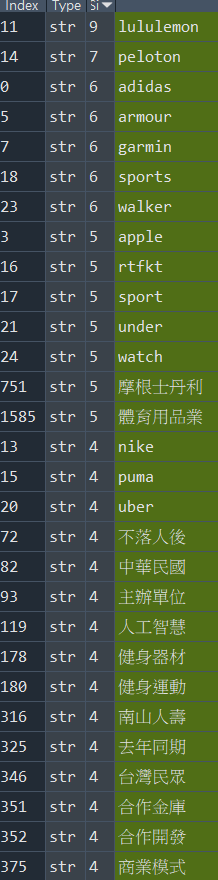 Index Type Si
11 str 9 lululemon
14 str 7 peloton
0 str 6 adidas
5 str 6 armour
7 str 6 garmin
18 str 6 sports
23 str 6 walker
3 str 5 apple
16 str 5 rtfkt
17 str 5 sport
21 str 5 under
24 str 5 watch
751 str 5 摩根士丹利
1585 str 5 體育用品業
13 str 4 nike
15 str 4 puma
20 str 4 uber
72 str 4 不落人後
82 str 4 中華民國
93 str 4 主辦單位
119 str 4 人工智慧
178 str 4 健身器材
180 str 4 健身運動
316 str 4 南山人壽
325 str 4 去年同期
346 str 4 台灣民眾
351 str 4 合作金庫
352 str 4 合作開發
375 str 4 商業模式